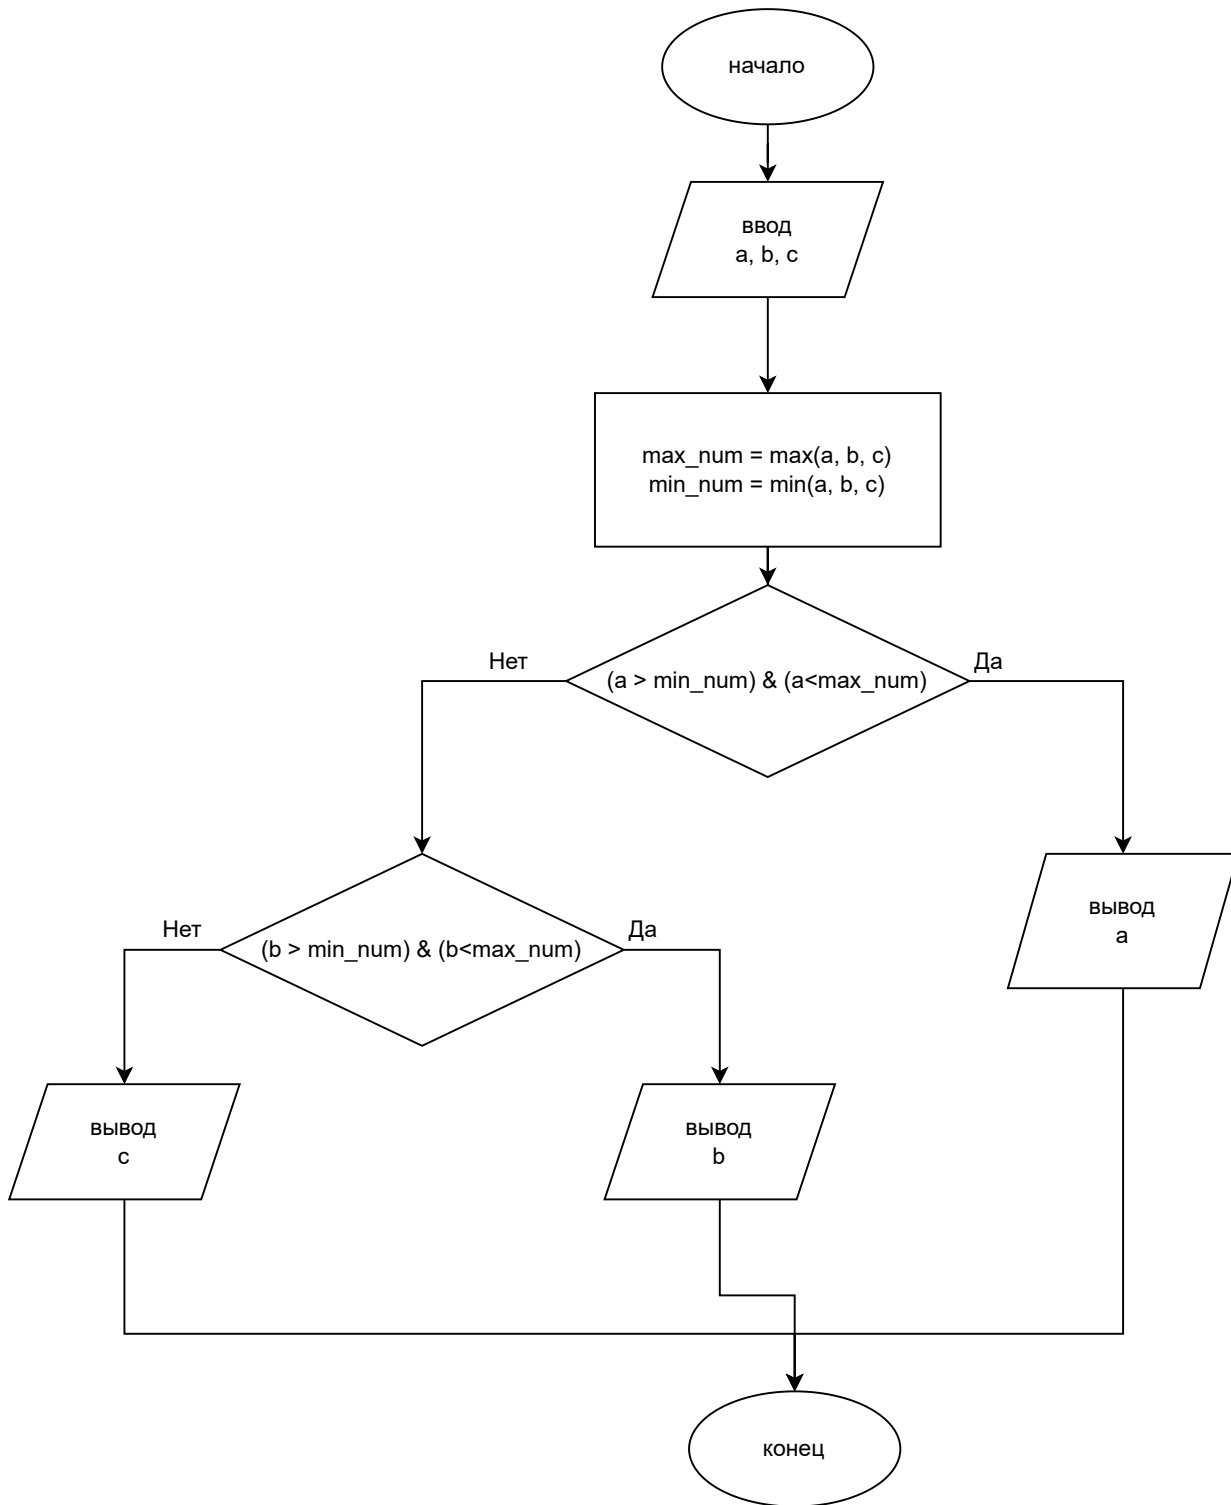 начало
ввод
a, b, c
max_num = max(a, b, c)
min_num = min(a, b, c)
Нет
(a > min_num) & (a<max_num)
Да
Нет
(b > min_num) & (b<max_num)
Да
вывод
a
вывод
c
вывод
b
конец